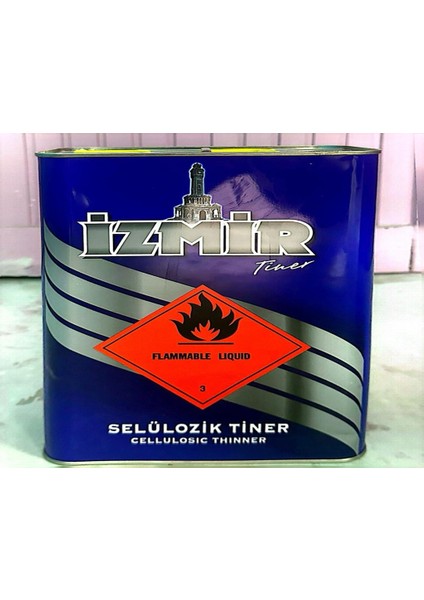 İZMİR
Tiner
FLAMMABLE LIQUID
3
SELÜLOZİK TİNER
CELLULOSIC THINNER